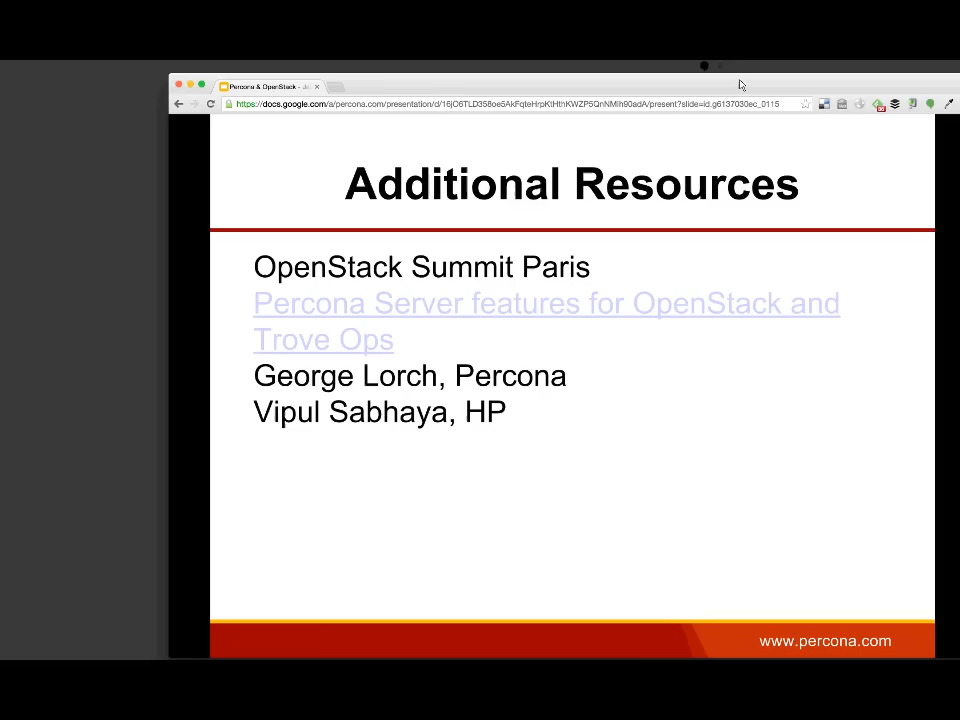 Percona & OpenStack - 
https://docs.google.com/a/percona.com/presentation/d/16jO6TLD358oe5AkFqteHrpKtHthKWZP5QnNMlh90adA/present?slide=id.g6137030ec_0115
Additional Resources
OpenStack Summit Paris
Percona Server features for OpenStack and
Trove Ops
George Lorch, Percona
Vipul Sabhaya, HP
www.percona.com